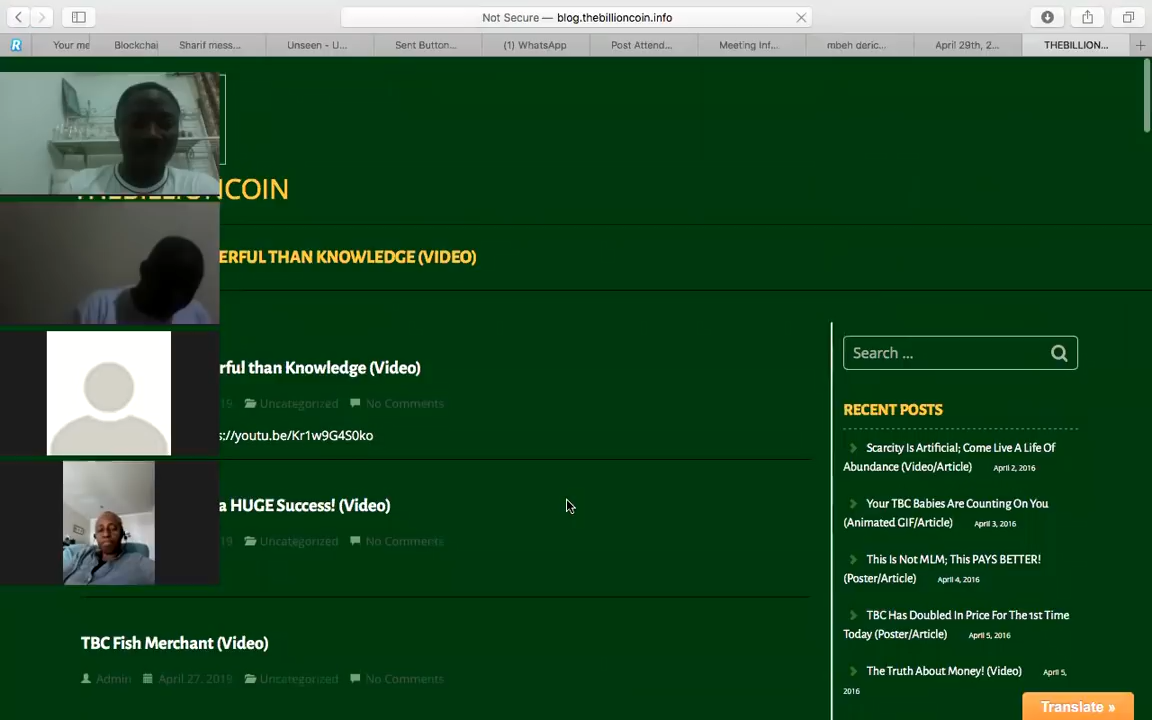 Not Secure — blog.thebillioncoin.info
Your me
Blockchai
Sharif mess...
Unseen - U...
Sent Button...
(1) WhatsApp
Post Attend...
Meeting Inf...
mbeh deric...
April 29th, 2...
THEBILLION...
THEBILLIONCOIN
ERFUL THAN KNOWLEDGE (VIDEO)
rful than Knowledge (Video)
19 Uncategorized No Comments
s://youtu.be/Kr1w9G4S0ko
a HUGE Success! (Video)
19 Uncategorized No Comments
TBC Fish Merchant (Video)
Admin April 27, 2019 Uncategorized No Comments
Search ...
RECENT POSTS
Scarcity Is Artificial; Come Live A Life Of
Abundance (Video/Article) April 2, 2016
Your TBC Babies Are Counting On You
(Animated GIF/Article) April 3, 2016
This Is Not MLM; This PAYS BETTER!
(Poster/Article) April 4, 2016
TBC Has Doubled In Price For The 1st Time
Today (Poster/Article) April 5, 2016
The Truth About Money! (Video) April 5,
2016
Translate »